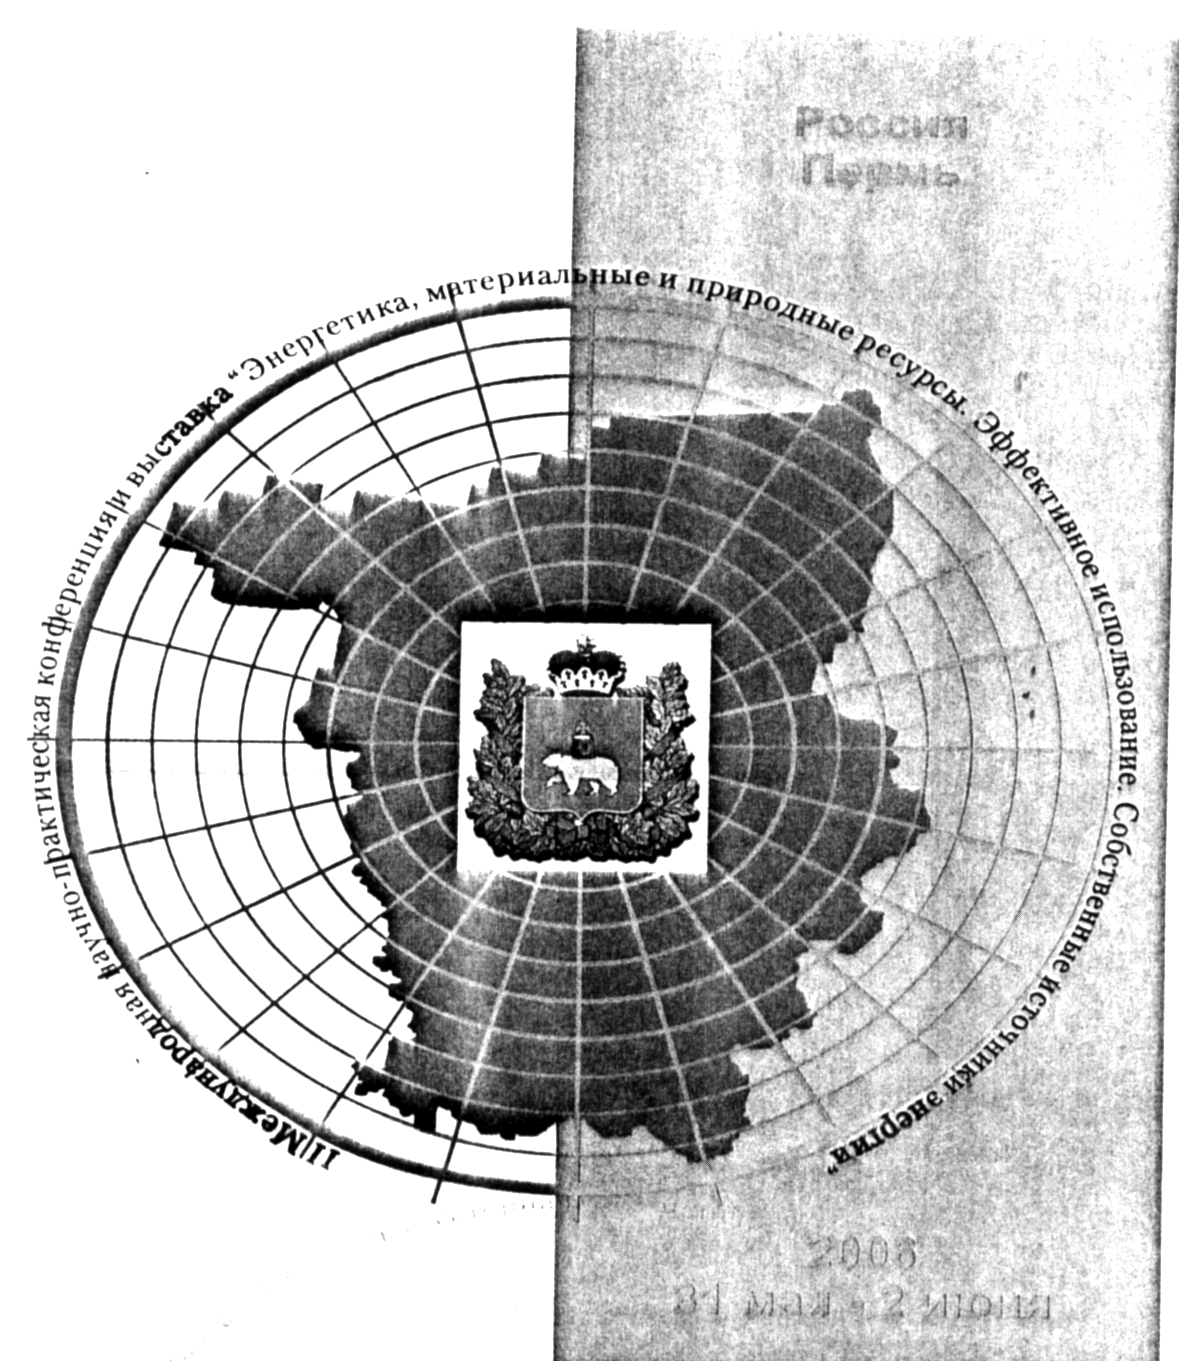 Россия
Пермь
II Международная научно-практическая конференция и выставка “Энергетика, материальные и природные ресурсы. Эффективное использование. Собственные источники энергии”
2006
31 мая - 2 июня